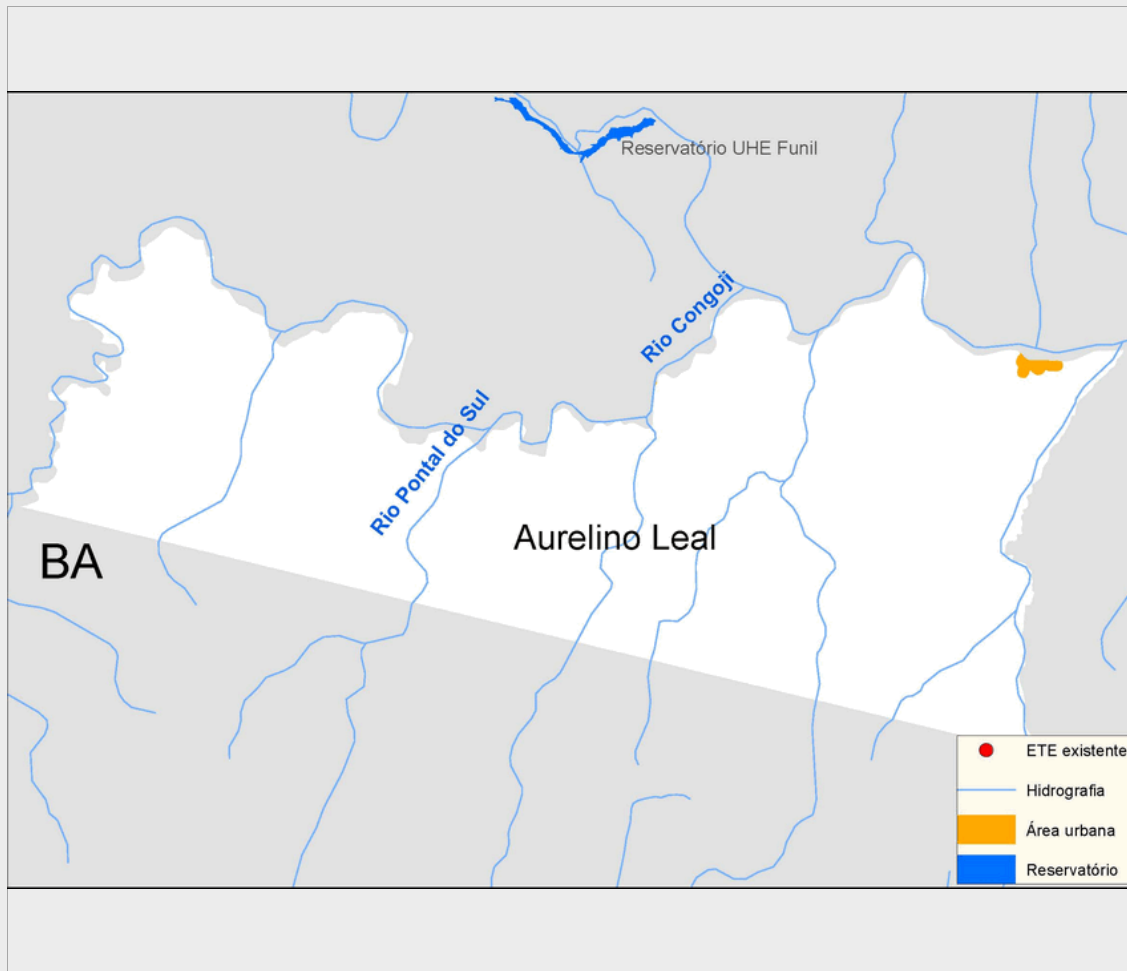 Reservatório UHE Funil
Rio Congoji
Rio Pontal do Sul
Aurelino Leal
BA
ETE existente
Hidrografia
Área urbana
Reservatório